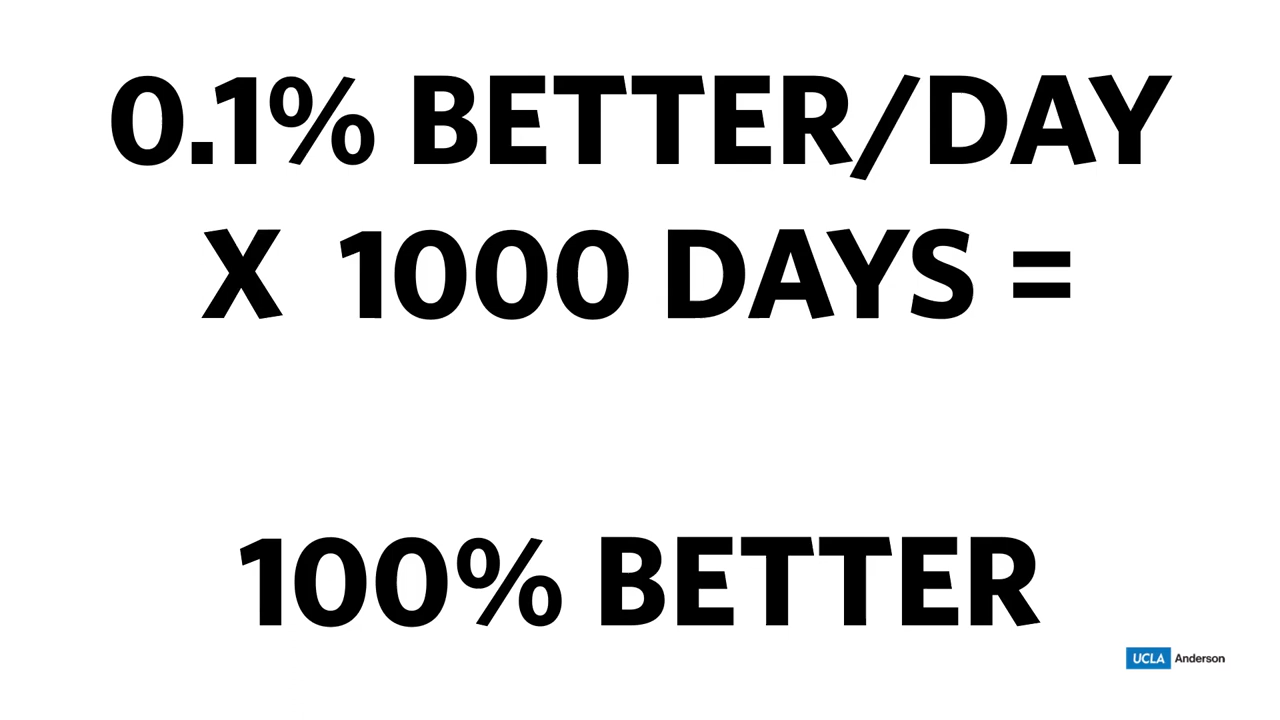 0.1% BETTER/DAY
X 1000 DAYS =
100% BETTER
UCLA Anderson